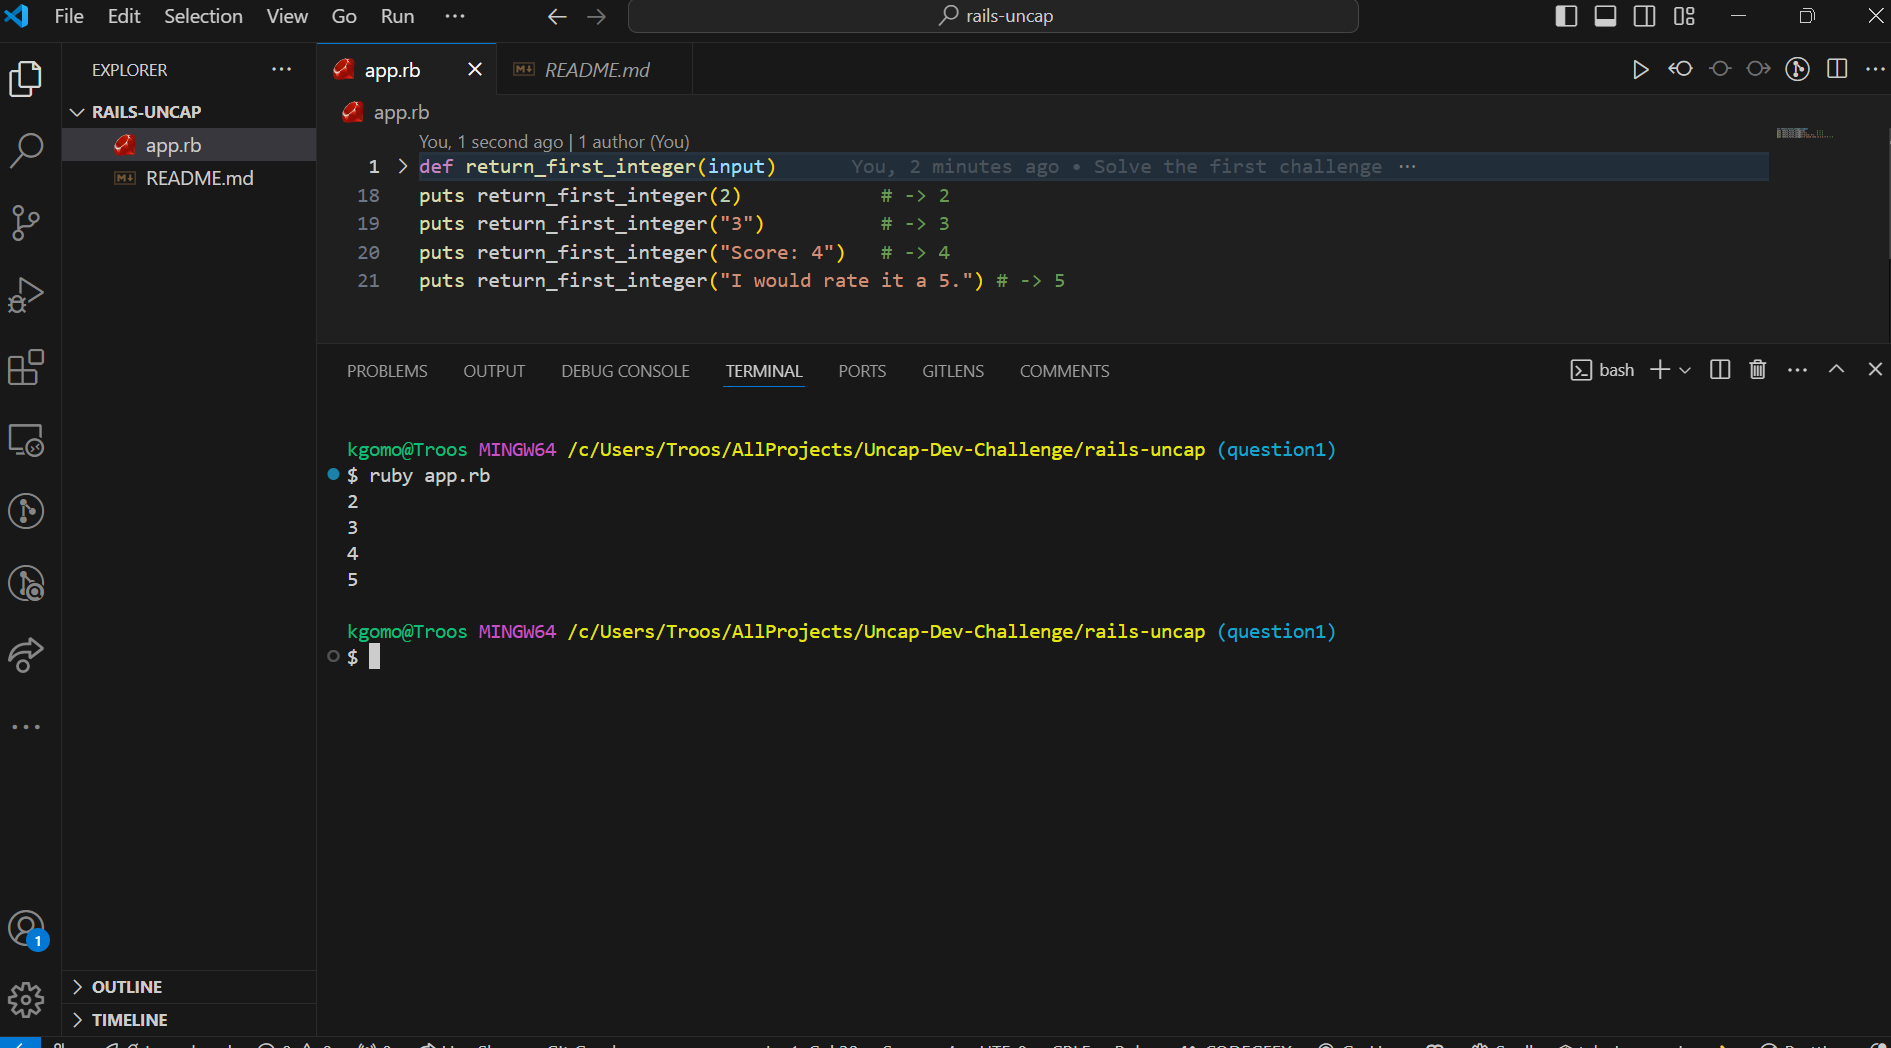 File Edit Selection View Go Run ··· rails-uncap
EXPLORER ···
app.rb README.md
RAILS-UNCAP
app.rb
README.md
app.rb
You, 1 second ago | 1 author (You)
1 def return_first_integer(input) You, 2 minutes ago • Solve the first challenge ···
18 puts return_first_integer(2) # -> 2
19 puts return_first_integer("3") # -> 3
20 puts return_first_integer("Score: 4") # -> 4
21 puts return_first_integer("I would rate it a 5.") # -> 5
PROBLEMS OUTPUT DEBUG CONSOLE TERMINAL PORTS GITLENS COMMENTS bash
kgomo@Troos MINGW64 /c/Users/Troos/AllProjects/Uncap-Dev-Challenge/rails-uncap (question1)
$ ruby app.rb
2
3
4
5
kgomo@Troos MINGW64 /c/Users/Troos/AllProjects/Uncap-Dev-Challenge/rails-uncap (question1)
$
1
OUTLINE
TIMELINE